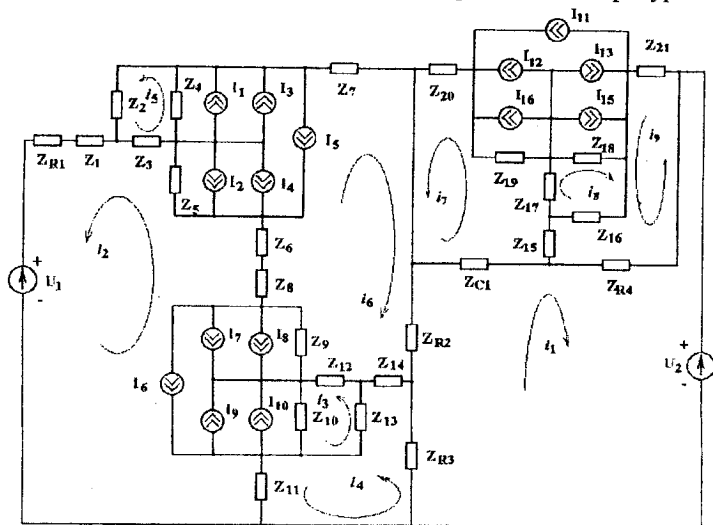 I11
I12
I13
Z21
Z7
Z20
Z2
i5
Z4
I1
I3
I5
I16
I15
i9
ZR1
Z1
Z3
Z18
Z19
i7
Z5
I2
I4
Z17
i8
Z16
i2
Z6
Z15
+
U1
-
Z8
i6
ZC1
ZR4
I7
I8
Z9
ZR2
i1
+
U2
-
I6
Z12
Z14
I9
I10
Z10
i3
Z13
ZR3
Z11
i4